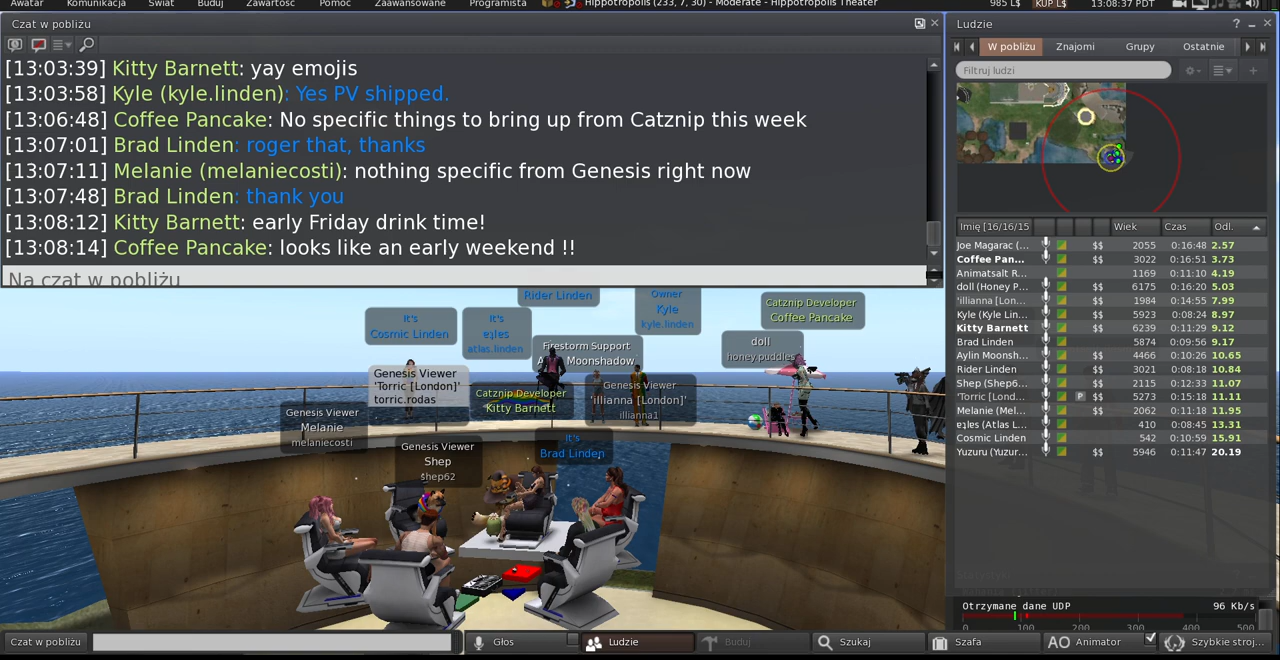 Awatar Komunikacja Świat Buduj Zawartość Pomoc Zaawansowane Programista Hippotropolis (233, 7, 30) - Moderate - Hippotropolis Theater 985 L$ KUP L$ 13:08:37 PDT
Czat w pobliżu
[13:03:39] Kitty Barnett: yay emojis
[13:03:58] Kyle (kyle.linden): Yes PV shipped.
[13:06:48] Coffee Pancake: No specific things to bring up from Catznip this week
[13:07:01] Brad Linden: roger that, thanks
[13:07:11] Melanie (melaniecosti): nothing specific from Genesis right now
[13:07:48] Brad Linden: thank you
[13:08:12] Kitty Barnett: early Friday drink time!
[13:08:14] Coffee Pancake: looks like an early weekend !!
Na czat w pobliżu
Rider Linden
Owner
Kyle
kyle.linden
Catznip Developer
Coffee Pancake
It's
Cosmic Linden
It's
eʇles
atlas.linden
Firestorm Support
Moonshadow
doll
honey.puddles
Genesis Viewer
'Torric [London]'
torric.rodas
Catznip Developer
Kitty Barnett
Genesis Viewer
'illianna [London]'
illianna1
Genesis Viewer
Melanie
melaniecosti
Genesis Viewer
Shep
shep62
It's
Brad Linden
Ludzie
? _ ×
W pobliżu Znajomi Grupy Ostatnie
Filtruj ludzi
Imię [16/16/15 Wiek Czas Odl.
Joe Magarac (... $$ 2055 0:16:48 2.57
Coffee Pan... $$ 3022 0:16:51 3.73
Animatsalt R... 1169 0:11:10 4.19
doll (Honey P... $$ 6175 0:16:20 5.03
'illianna [Lon... $$ 1984 0:14:55 7.99
Kyle (Kyle Lin... $$ 5923 0:08:24 8.97
Kitty Barnett $$ 6239 0:11:29 9.12
Brad Linden 5874 0:09:56 9.17
Aylin Moonsh... $$ 4466 0:10:26 10.65
Rider Linden $$ 3021 0:08:18 10.84
Shep (Shep6... $$ 2115 0:12:33 11.07
'Torric [Lond... P $$ 5273 0:15:18 11.11
Melanie (Mel... $$ 2062 0:11:18 11.95
eʇles (Atlas L... 410 0:08:45 13.31
Cosmic Linden 542 0:10:59 15.91
Yuzuru (Yuzur... $$ 5946 0:11:47 20.19
Otrzymane dane UDP 96 Kb/s
0 100 200 300 400 500
Czat w pobliżu Głos Ludzie Buduj Szukaj Szafa AO Animator Szybkie stroj...